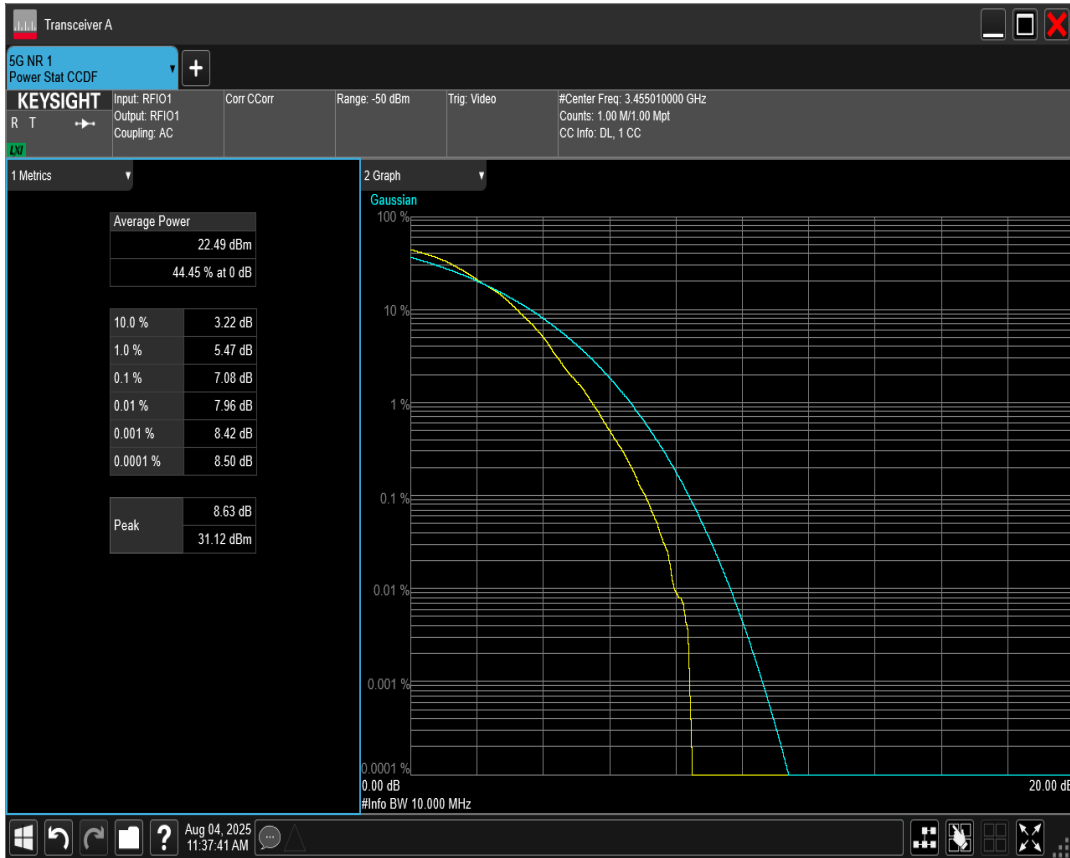 Transceiver A
5G NR 1
Power Stat CCDF
KEYSIGHT
R T
LXI
Input: RFIO1
Output: RFIO1
Coupling: AC
Corr CCorr
Range: -50 dBm
Trig: Video
#Center Freq: 3.455010000 GHz
Counts: 1.00 M/1.00 Mpt
CC Info: DL, 1 CC
1 Metrics
Average Power
22.49 dBm
44.45 % at 0 dB
10.0 % 3.22 dB
1.0 % 5.47 dB
0.1 % 7.08 dB
0.01 % 7.96 dB
0.001 % 8.42 dB
0.0001 % 8.50 dB
Peak
8.63 dB
31.12 dBm
2 Graph
Gaussian
100 %
10 %
1 %
0.1 %
0.01 %
0.001 %
0.0001 %
0.00 dB
20.00 dB
#Info BW 10.000 MHz
?
Aug 04, 2025
11:37:41 AM